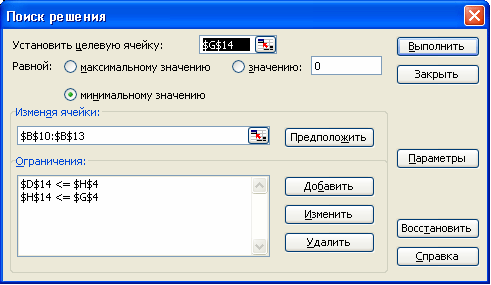 Поиск решения
Установить целевую ячейку: $G$14 Выполнить
Равной: максимальному значению значению: 0 Закрыть
минимальному значению
Изменяя ячейки:
$B$10:$B$13 Предположить
Ограничения: Параметры
$D$14 <= $H$4 Добавить
$H$14 <= $G$4
Изменить
Восстановить
Удалить
Справка